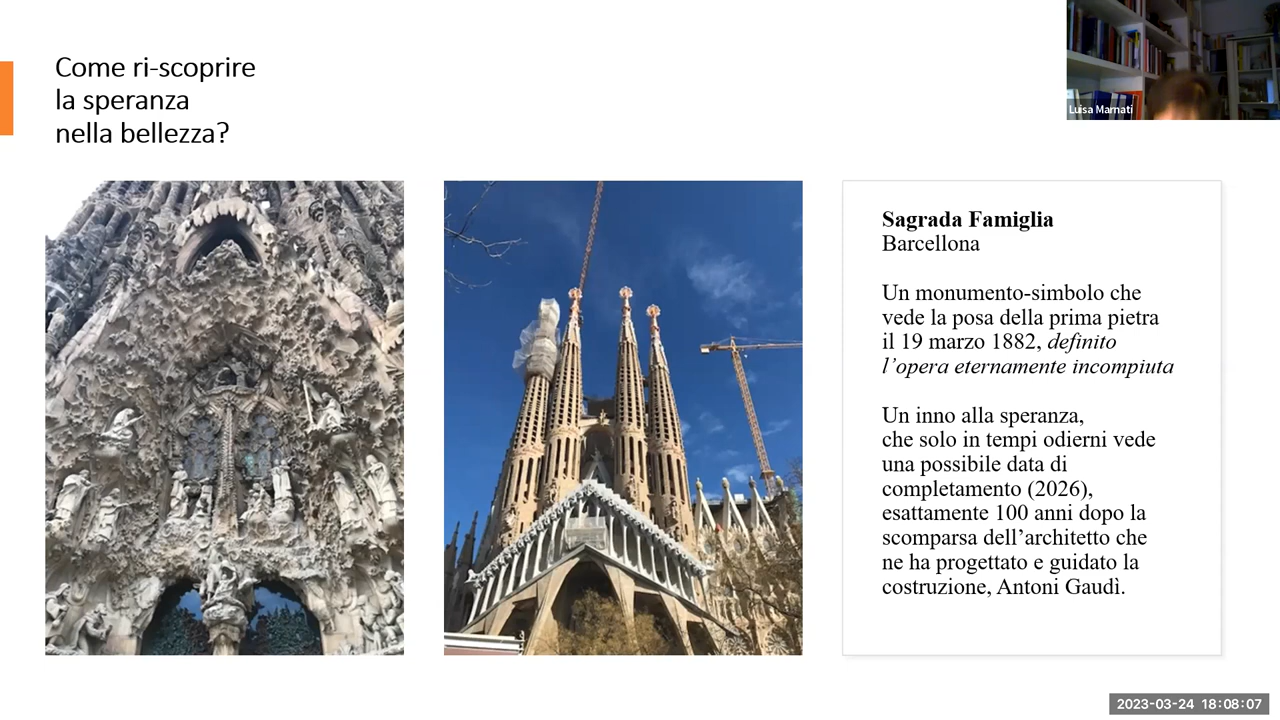 Come ri-scoprire
la speranza
nella bellezza?
Luisa Marnati
Sagrada Famiglia
Barcellona
Un monumento-simbolo che
vede la posa della prima pietra
il 19 marzo 1882, definito
l’opera eternamente incompiuta
Un inno alla speranza,
che solo in tempi odierni vede
una possibile data di
completamento (2026),
esattamente 100 anni dopo la
scomparsa dell’architetto che
ne ha progettato e guidato la
costruzione, Antoni Gaudì.
2023-03-24 18:08:07